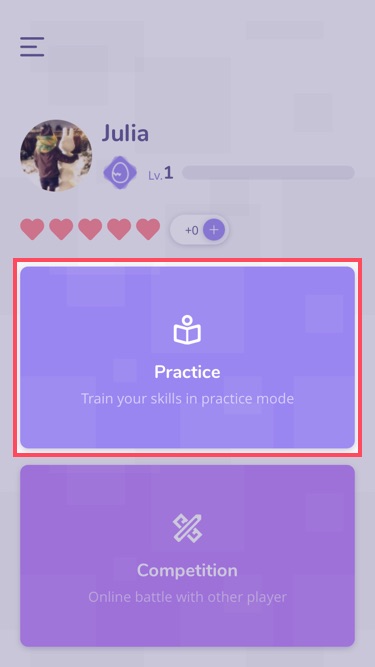 Julia
Lv.1
+0
Practice
Train your skills in practice mode
Competition
Online battle with other player